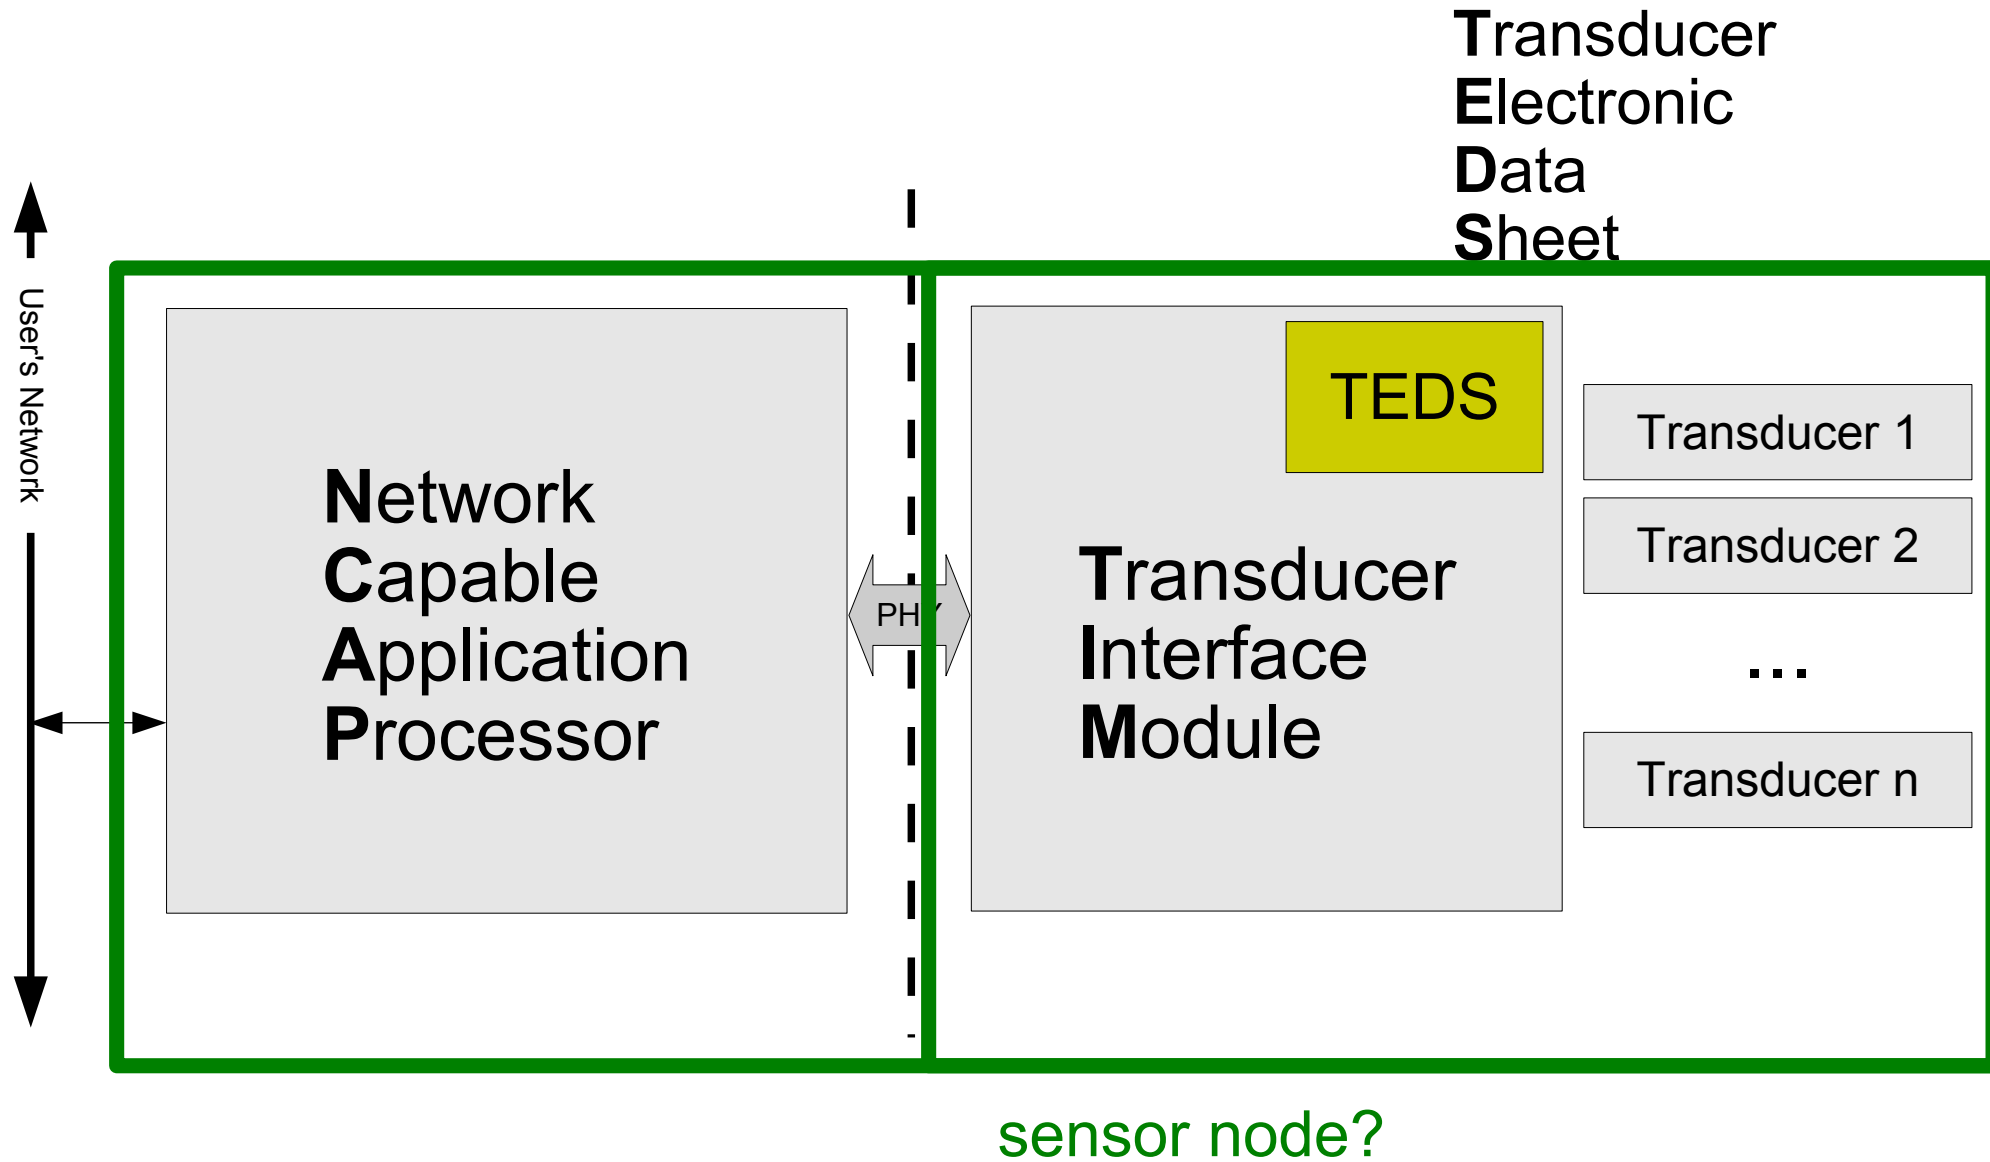 Transducer
Electronic
Data
Sheet
User's Network
Network
Capable
Application
Processor
PHY
TEDS
Transducer
Interface
Module
Transducer 1
Transducer 2
...
Transducer n
sensor node?